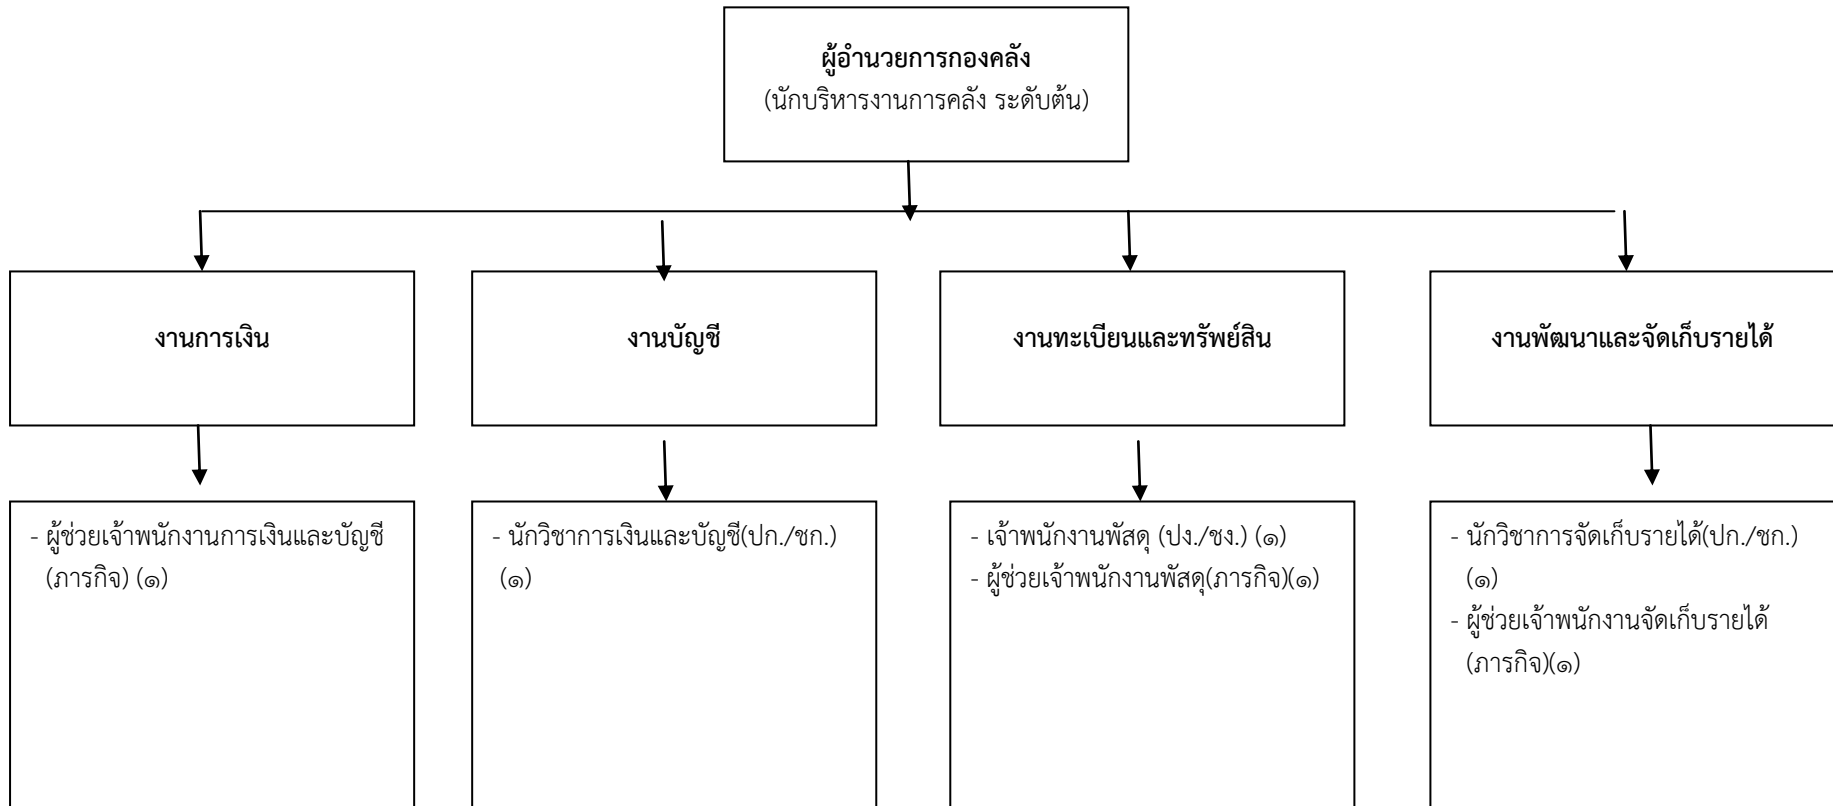 ผู้อำนวยการกองคลัง
(นักบริหารงานการคลัง ระดับต้น)
งานการเงิน
งานบัญชี
งานทะเบียนและทรัพย์สิน
งานพัฒนาและจัดเก็บรายได้
- ผู้ช่วยเจ้าพนักงานการเงินและบัญชี
(ภารกิจ) (๑)
- นักวิชาการเงินและบัญชี(ปก./ชก.)
(๑)
- เจ้าพนักงานพัสดุ (ปง./ชง.) (๑)
- ผู้ช่วยเจ้าพนักงานพัสดุ(ภารกิจ)(๑)
- นักวิชาการจัดเก็บรายได้(ปก./ชก.)
(๑)
- ผู้ช่วยเจ้าพนักงานจัดเก็บรายได้
(ภารกิจ)(๑)